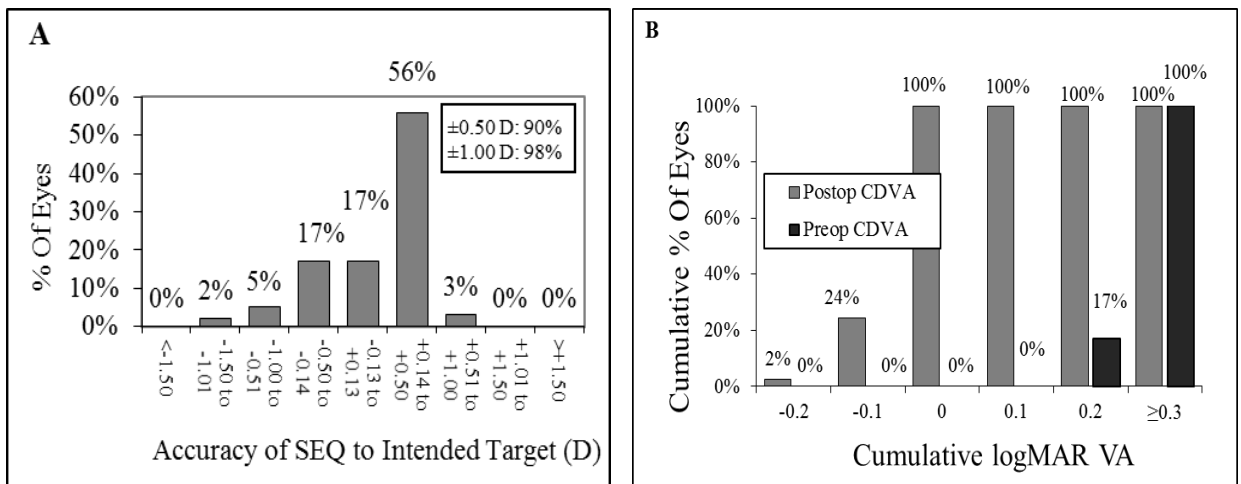 A
56%
60%
50%
40%
30%
20%
10%
0%
% Of Eyes
±0.50 D: 90%
±1.00 D: 98%
0%
2%
5%
17%
17%
3%
0%
0%
<-1.50
-1.50 to
-1.01
-1.00 to
-0.51
-0.50 to
-0.14
-0.13 to
+0.13
+0.14 to
+0.50
+0.51 to
+1.00
+1.01 to
+1.50
>+1.50
Accuracy of SEQ to Intended Target (D)
B
100%
80%
60%
40%
20%
0%
Cumulative % Of Eyes
Postop CDVA
Preop CDVA
2%
0%
24%
0%
100%
0%
100%
0%
100%
17%
100%
100%
-0.2
-0.1
0
0.1
0.2
≥0.3
Cumulative logMAR VA